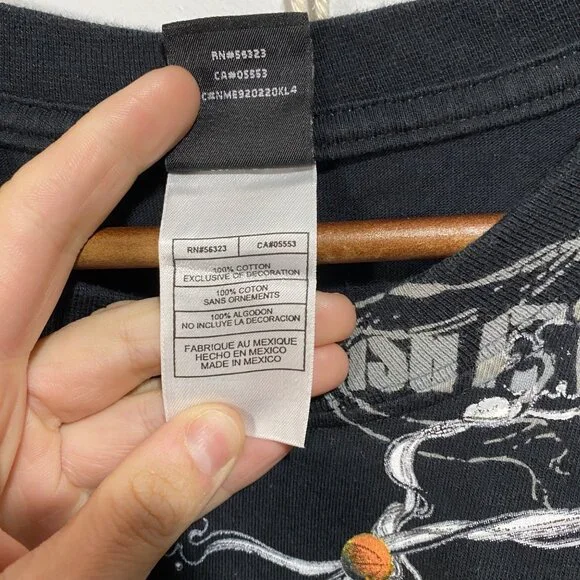 RN#56323
CA#05553
C#NME920220KL4
RN#56323 CA#05553
100% COTTON
EXCLUSIVE OF DECORATION
100% COTON
SANS ORNEMENTS
100% ALGODON
NO INCLUYE LA DECORACION
FABRIQUE AU MEXIQUE
HECHO EN MEXICO
MADE IN MEXICO